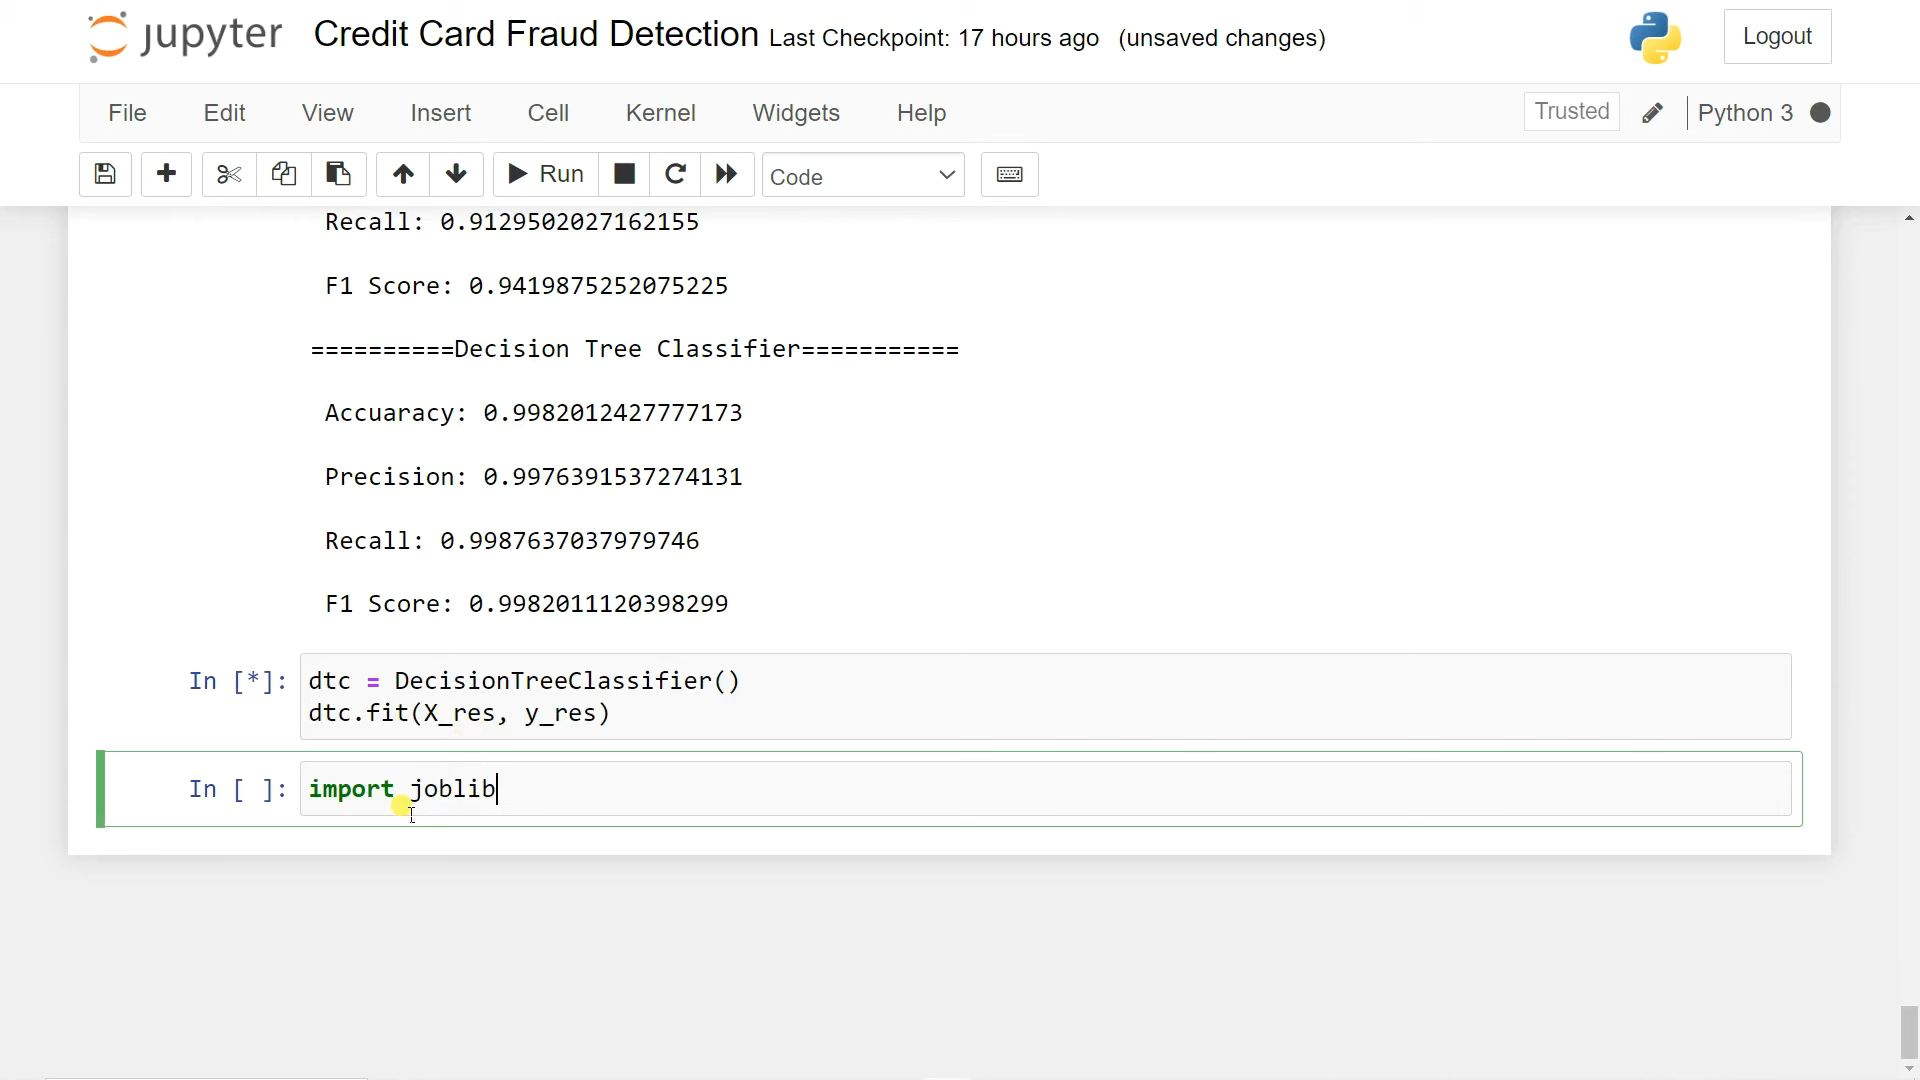 jupyter Credit Card Fraud Detection Last Checkpoint: 17 hours ago (unsaved changes) Logout
File Edit View Insert Cell Kernel Widgets Help Trusted Python 3
Run Code
Recall: 0.9129502027162155
F1 Score: 0.9419875252075225
==========Decision Tree Classifier===========
Accuaracy: 0.9982012427777173
Precision: 0.9976391537274131
Recall: 0.9987637037979746
F1 Score: 0.9982011120398299
In [*]: dtc = DecisionTreeClassifier()
dtc.fit(X_res, y_res)
In [ ]: import joblib